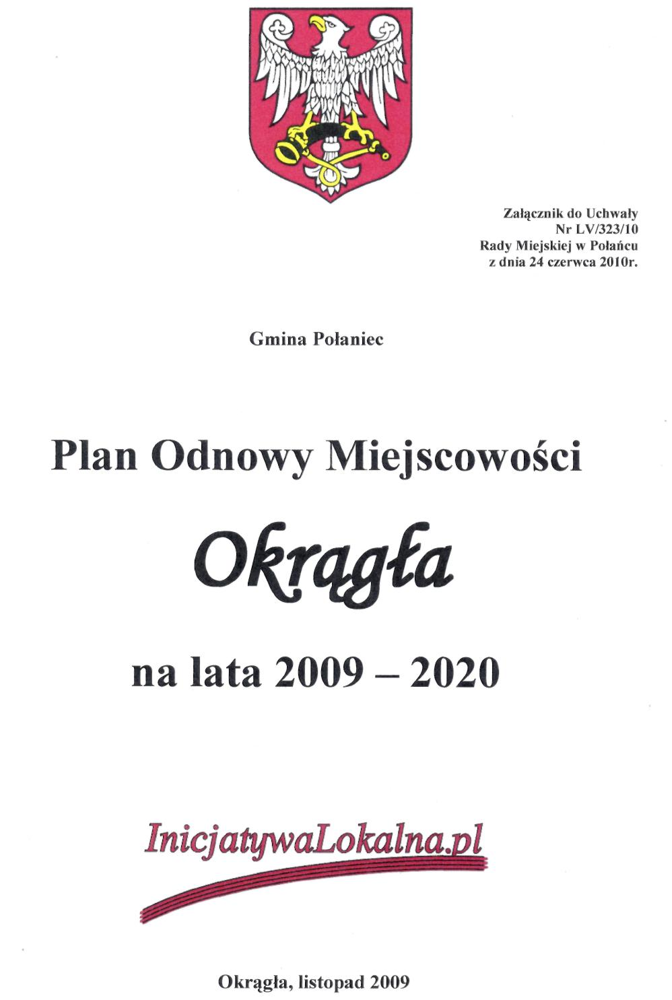 Załącznik do Uchwały
Nr LV/323/10
Rady Miejskiej w Połańcu
z dnia 24 czerwca 2010r.
Gmina Połaniec
Plan Odnowy Miejscowości
Okrągła
na lata 2009 – 2020
InicjatywaLokalna.pl
Okrągła, listopad 2009